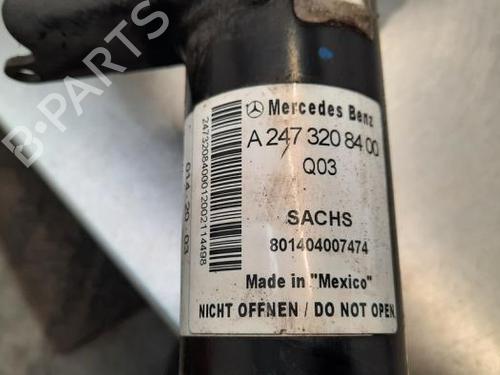 B-PARTS
Mercedes Benz
A 247 320 84 00
Q03
SACHS
801404007474
Made in "Mexico"
NICHT OFFNEN / DO NOT OPEN
014 20 03